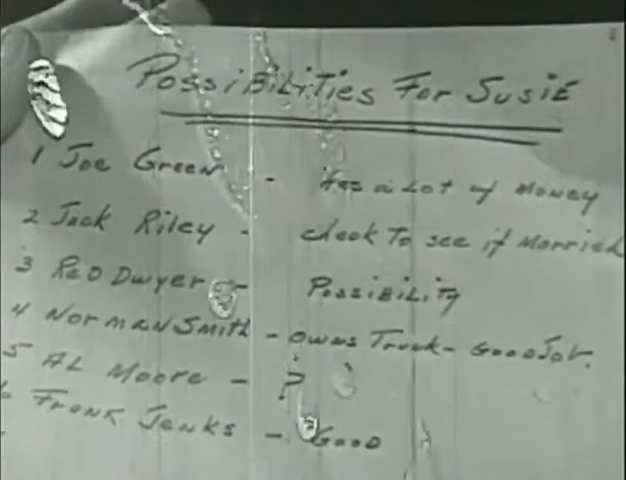 Possibilities For Susie
1 Joe Green - Has a Lot of Money
2 Jack Riley - check To see if Married
3 Red Dwyer - Possibility
4 Norman Smith - owns Truck - Good Job.
5 AL Moore - ?
6 Frank Jenks - Good